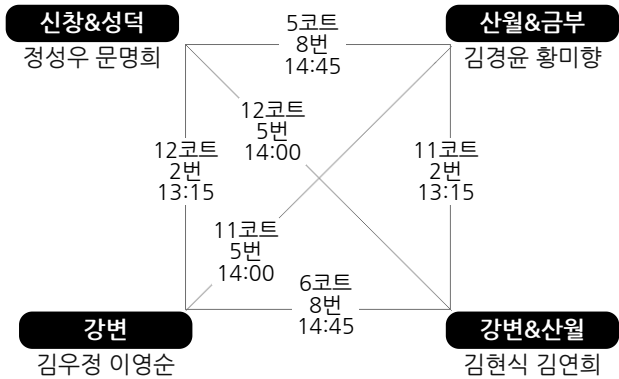 신창&성덕
정성우 문명희
산월&금부
김경윤 황미향
5코트
8번
14:45
12코트
5번
14:00
12코트
2번
13:15
11코트
2번
13:15
11코트
5번
14:00
6코트
8번
14:45
강변
김우정 이영순
강변&산월
김현식 김연희